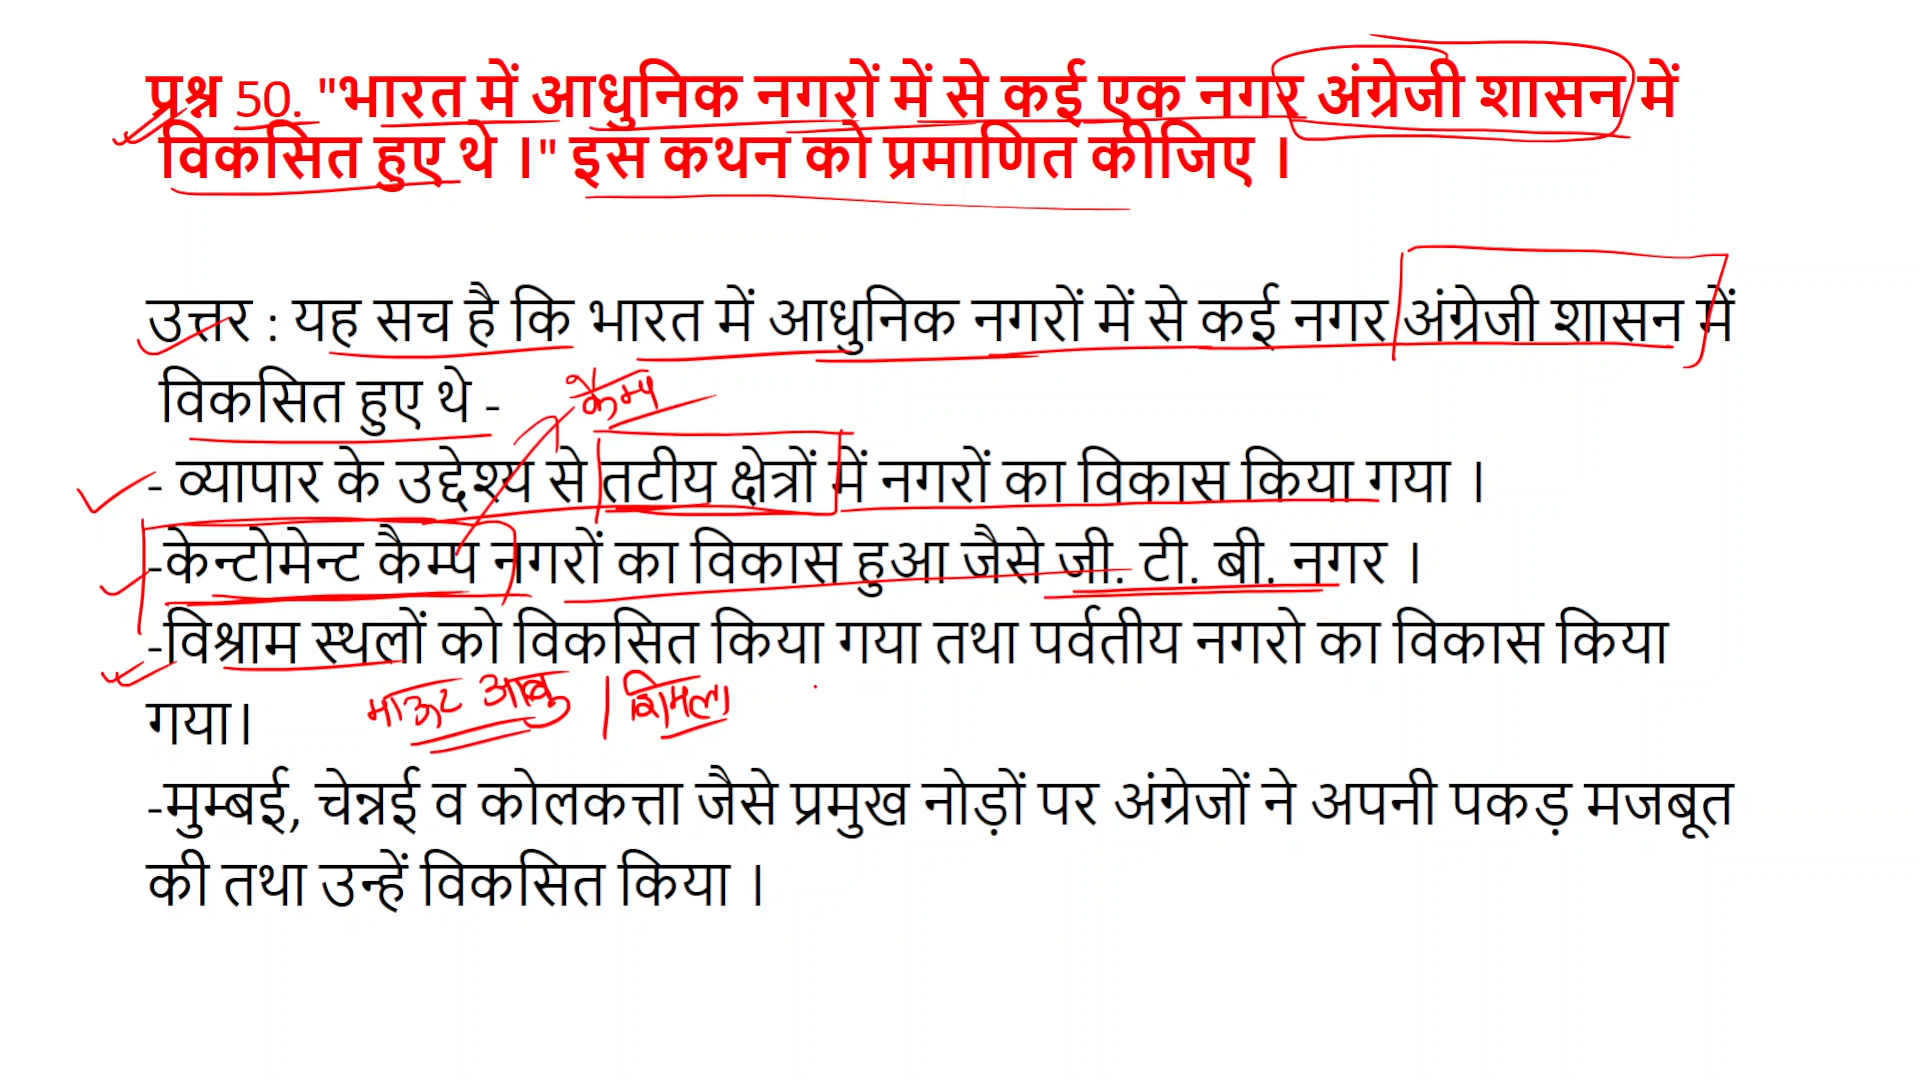 प्रश्न 50. "भारत में आधुनिक नगरों में से कई एक नगर अंग्रेजी शासन में
विकसित हुए थे ।" इस कथन को प्रमाणित कीजिए ।
उत्तर : यह सच है कि भारत में आधुनिक नगरों में से कई नगर अंग्रेजी शासन में
विकसित हुए थे -
कैम्प
- व्यापार के उद्देश्य से तटीय क्षेत्रों में नगरों का विकास किया गया ।
-केन्टोमेन्ट कैम्प नगरों का विकास हुआ जैसे जी. टी. बी. नगर ।
-विश्राम स्थलों को विकसित किया गया तथा पर्वतीय नगरो का विकास किया
गया।
माऊट आबु | शिमला
-मुम्बई, चेन्नई व कोलकत्ता जैसे प्रमुख नोड़ों पर अंग्रेजों ने अपनी पकड़ मजबूत
की तथा उन्हें विकसित किया ।